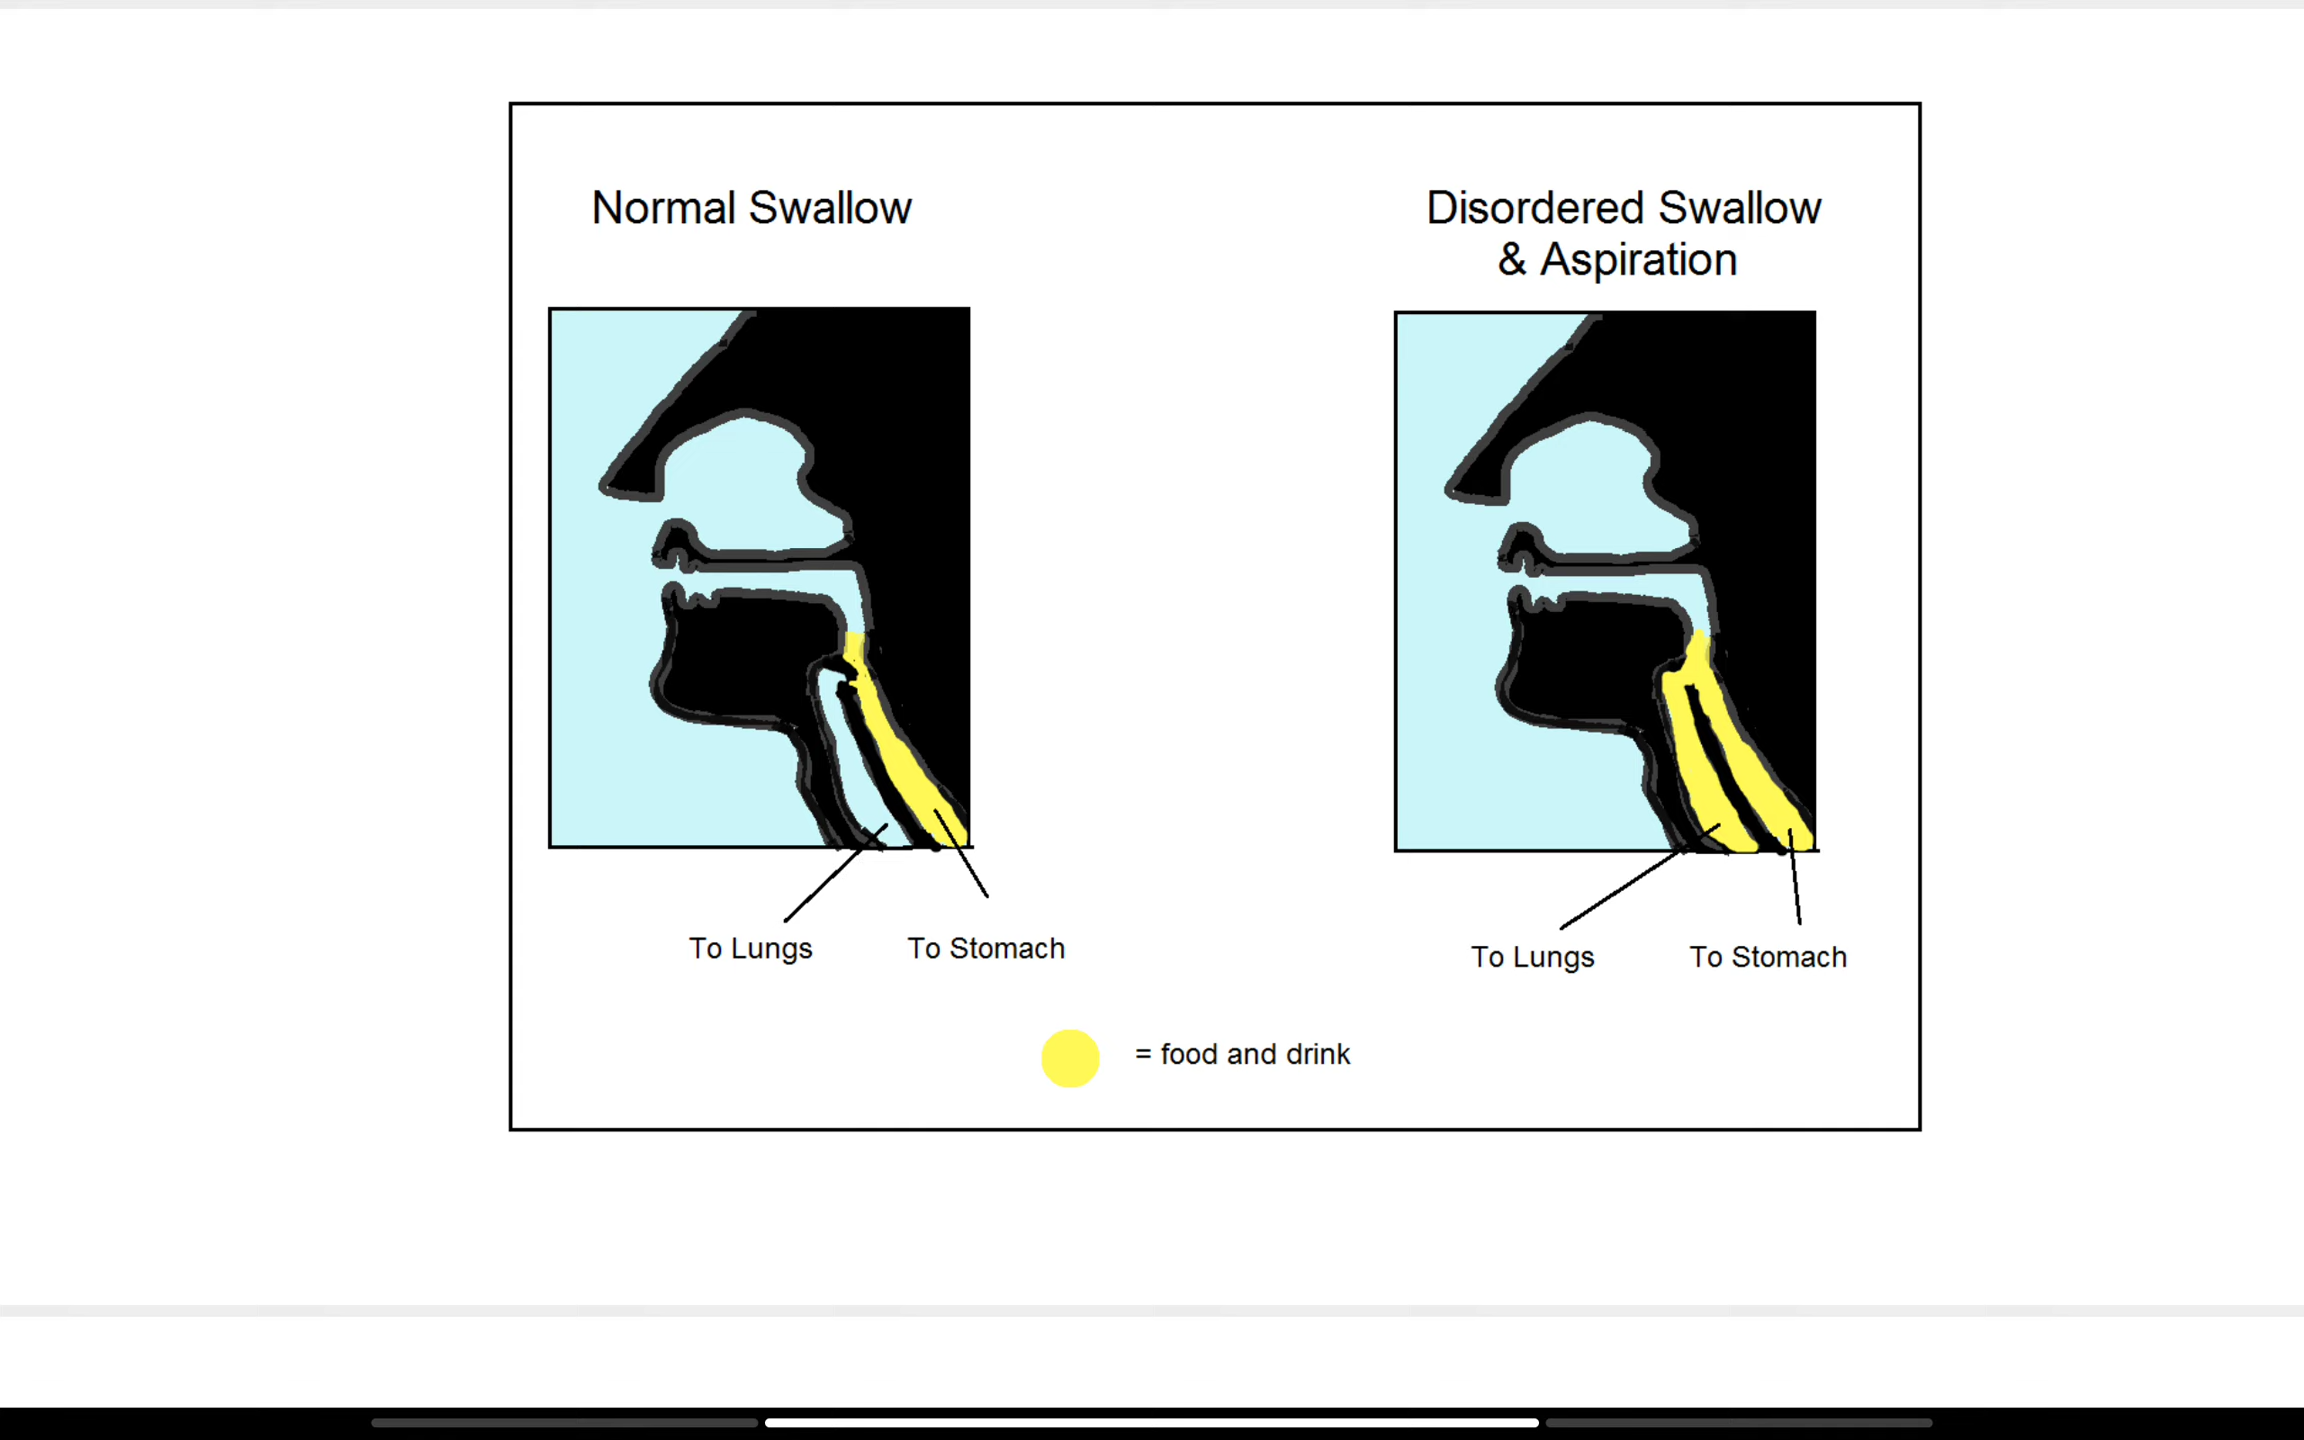 Normal Swallow
Disordered Swallow
& Aspiration
To Lungs
To Stomach
To Lungs
To Stomach
= food and drink